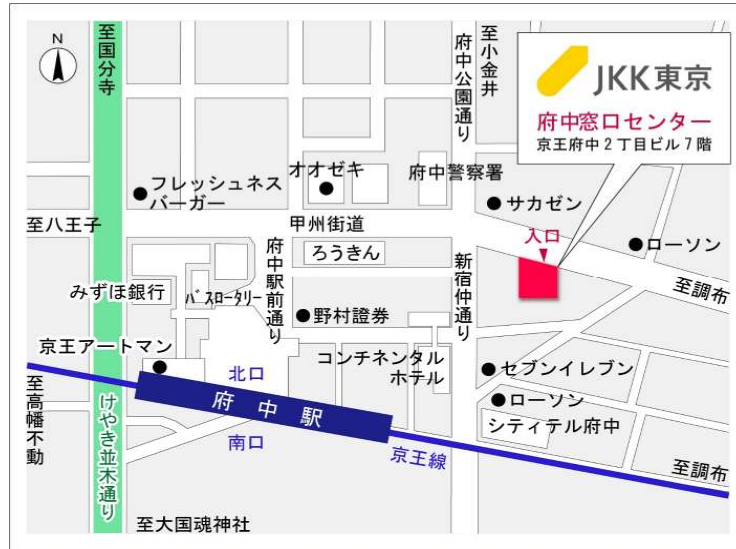 N
至国分寺
府中公園通り
至小金井
JKK東京
府中窓口センター
京王府中2丁目ビル7階
フレッシュネス
バーガー
オオゼキ
府中警察署
サカゼン
至八王子
甲州街道
入口
ローソン
府中駅前通り
ろうきん
新宿仲通り
至調布
みずほ銀行
バスロータリー
野村證券
京王アートマン
コンチネンタル
ホテル
セブンイレブン
北口
府中駅
ローソン
シティテル府中
至高幡不動
けやき並木通り
南口
京王線
至調布
至大国魂神社